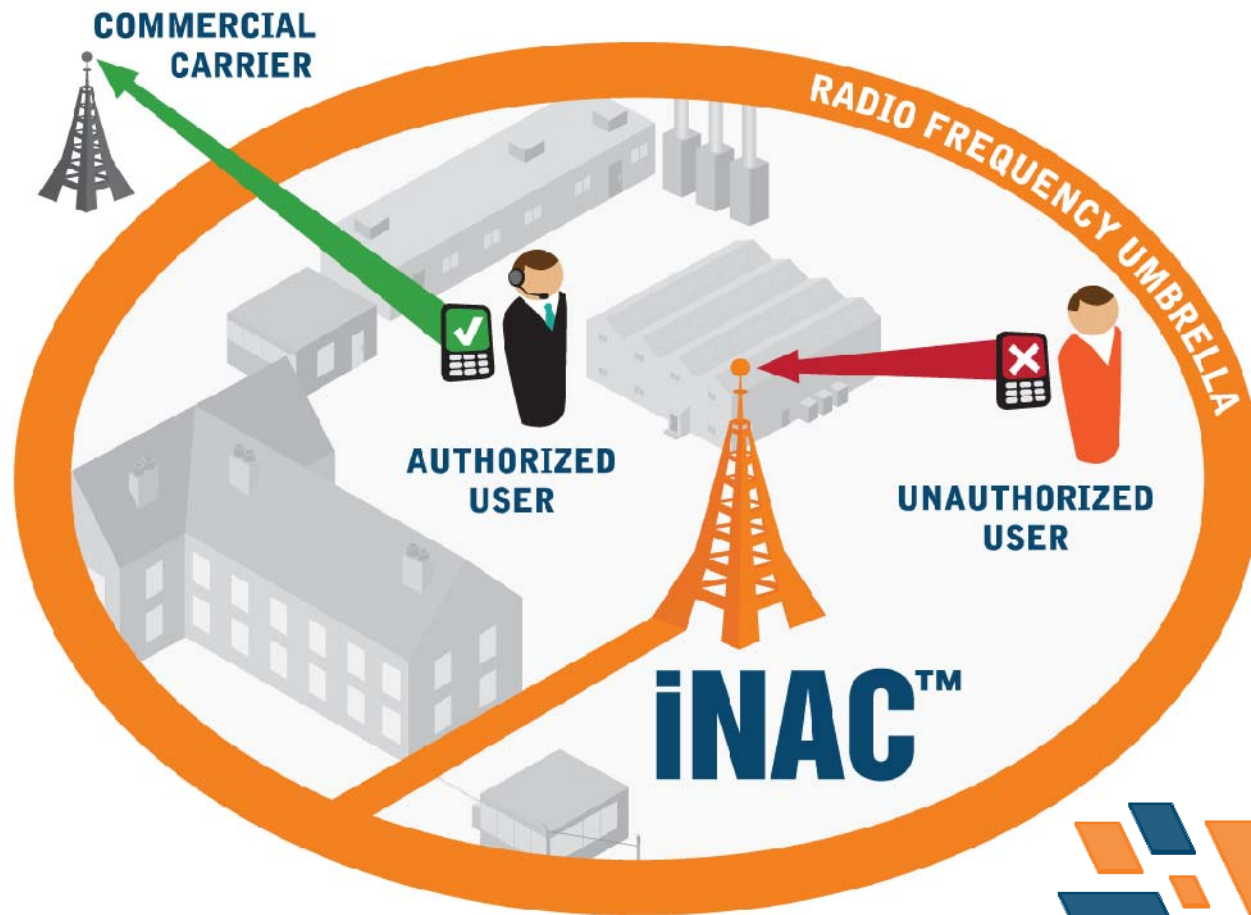 COMMERCIAL
CARRIER
RADIO FREQUENCY UMBRELLA
AUTHORIZED
USER
UNAUTHORIZED
USER
iNAC™